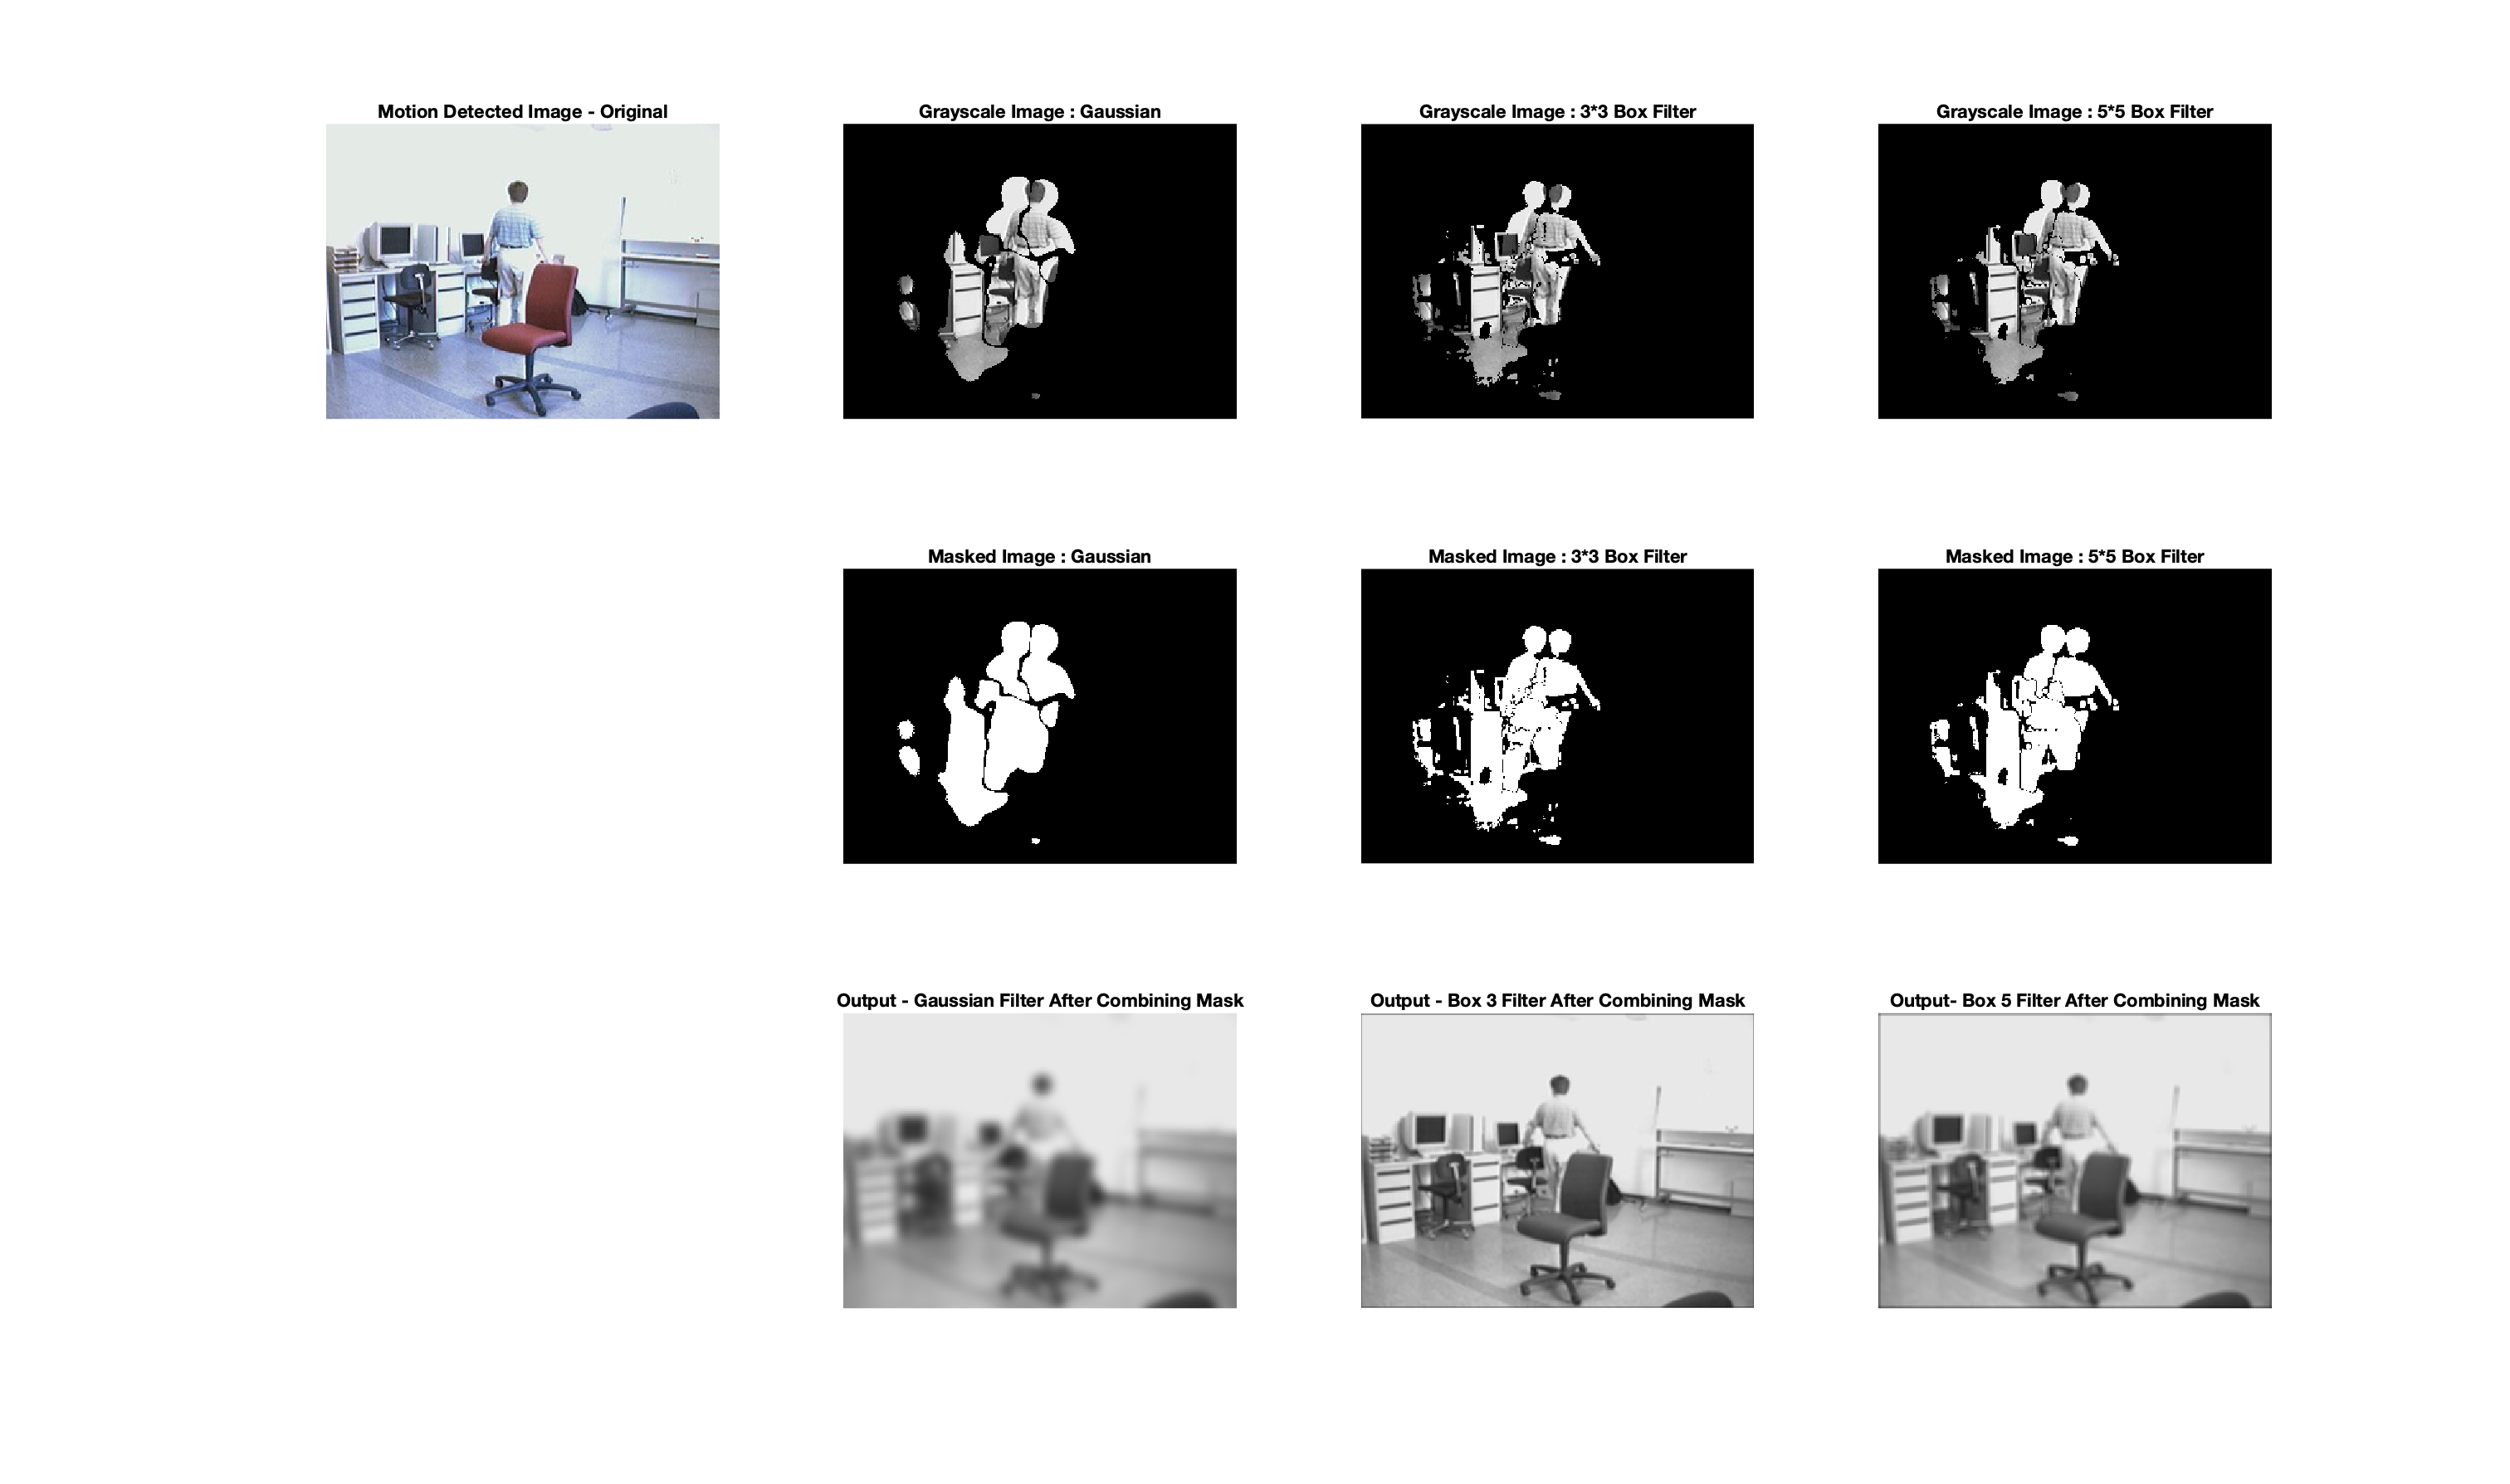 Motion Detected Image - Original
Grayscale Image : Gaussian
Grayscale Image : 3*3 Box Filter
Grayscale Image : 5*5 Box Filter
Masked Image : Gaussian
Masked Image : 3*3 Box Filter
Masked Image : 5*5 Box Filter
Output - Gaussian Filter After Combining Mask
Output - Box 3 Filter After Combining Mask
Output- Box 5 Filter After Combining Mask